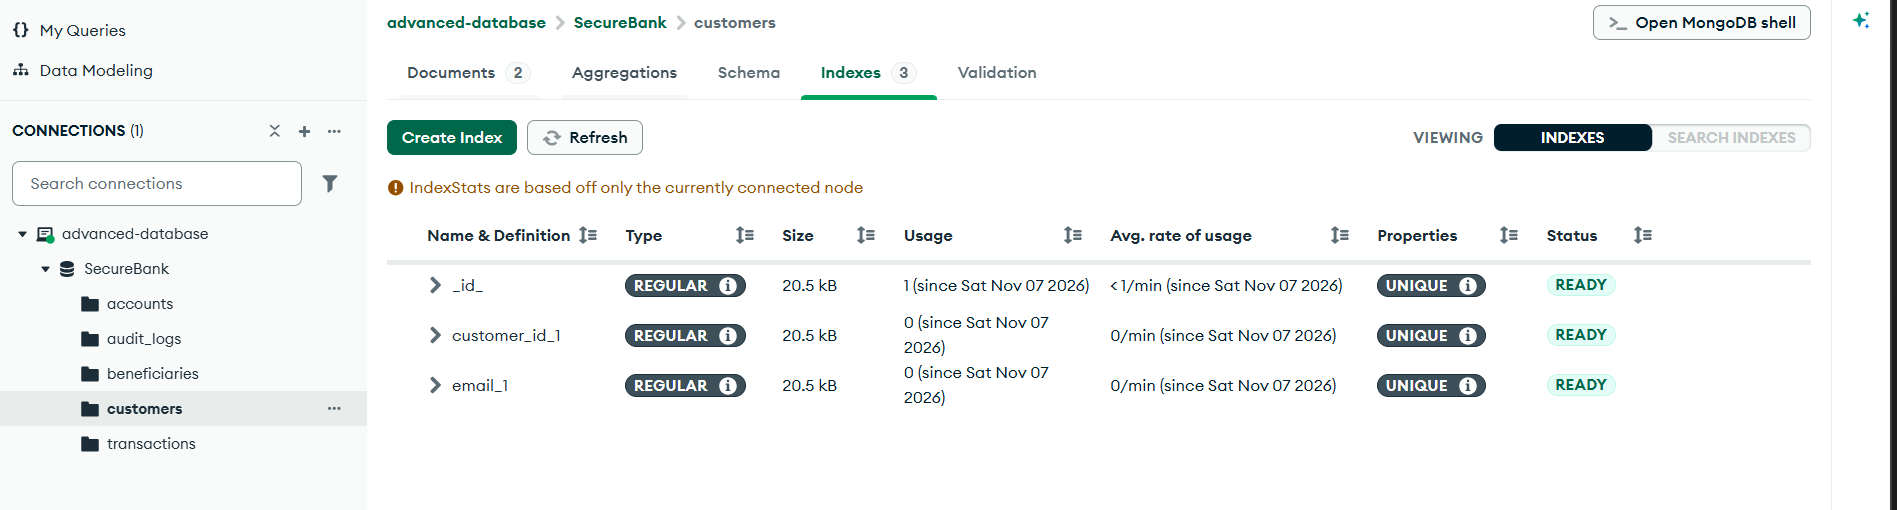 My Queries
Data Modeling
CONNECTIONS (1)
Search connections
advanced-database
SecureBank
accounts
audit_logs
beneficiaries
customers
transactions
advanced-database > SecureBank > customers
>_ Open MongoDB shell
Documents 2 Aggregations Schema Indexes 3 Validation
Create Index Refresh VIEWING INDEXES SEARCH INDEXES
IndexStats are based off only the currently connected node
Name & Definition Type Size Usage Avg. rate of usage Properties Status
_id_ REGULAR 20.5 kB 1 (since Sat Nov 07 2026) < 1/min (since Sat Nov 07 2026) UNIQUE READY
customer_id_1 REGULAR 20.5 kB 0 (since Sat Nov 07 2026) 0/min (since Sat Nov 07 2026) UNIQUE READY
email_1 REGULAR 20.5 kB 0 (since Sat Nov 07 2026) 0/min (since Sat Nov 07 2026) UNIQUE READY